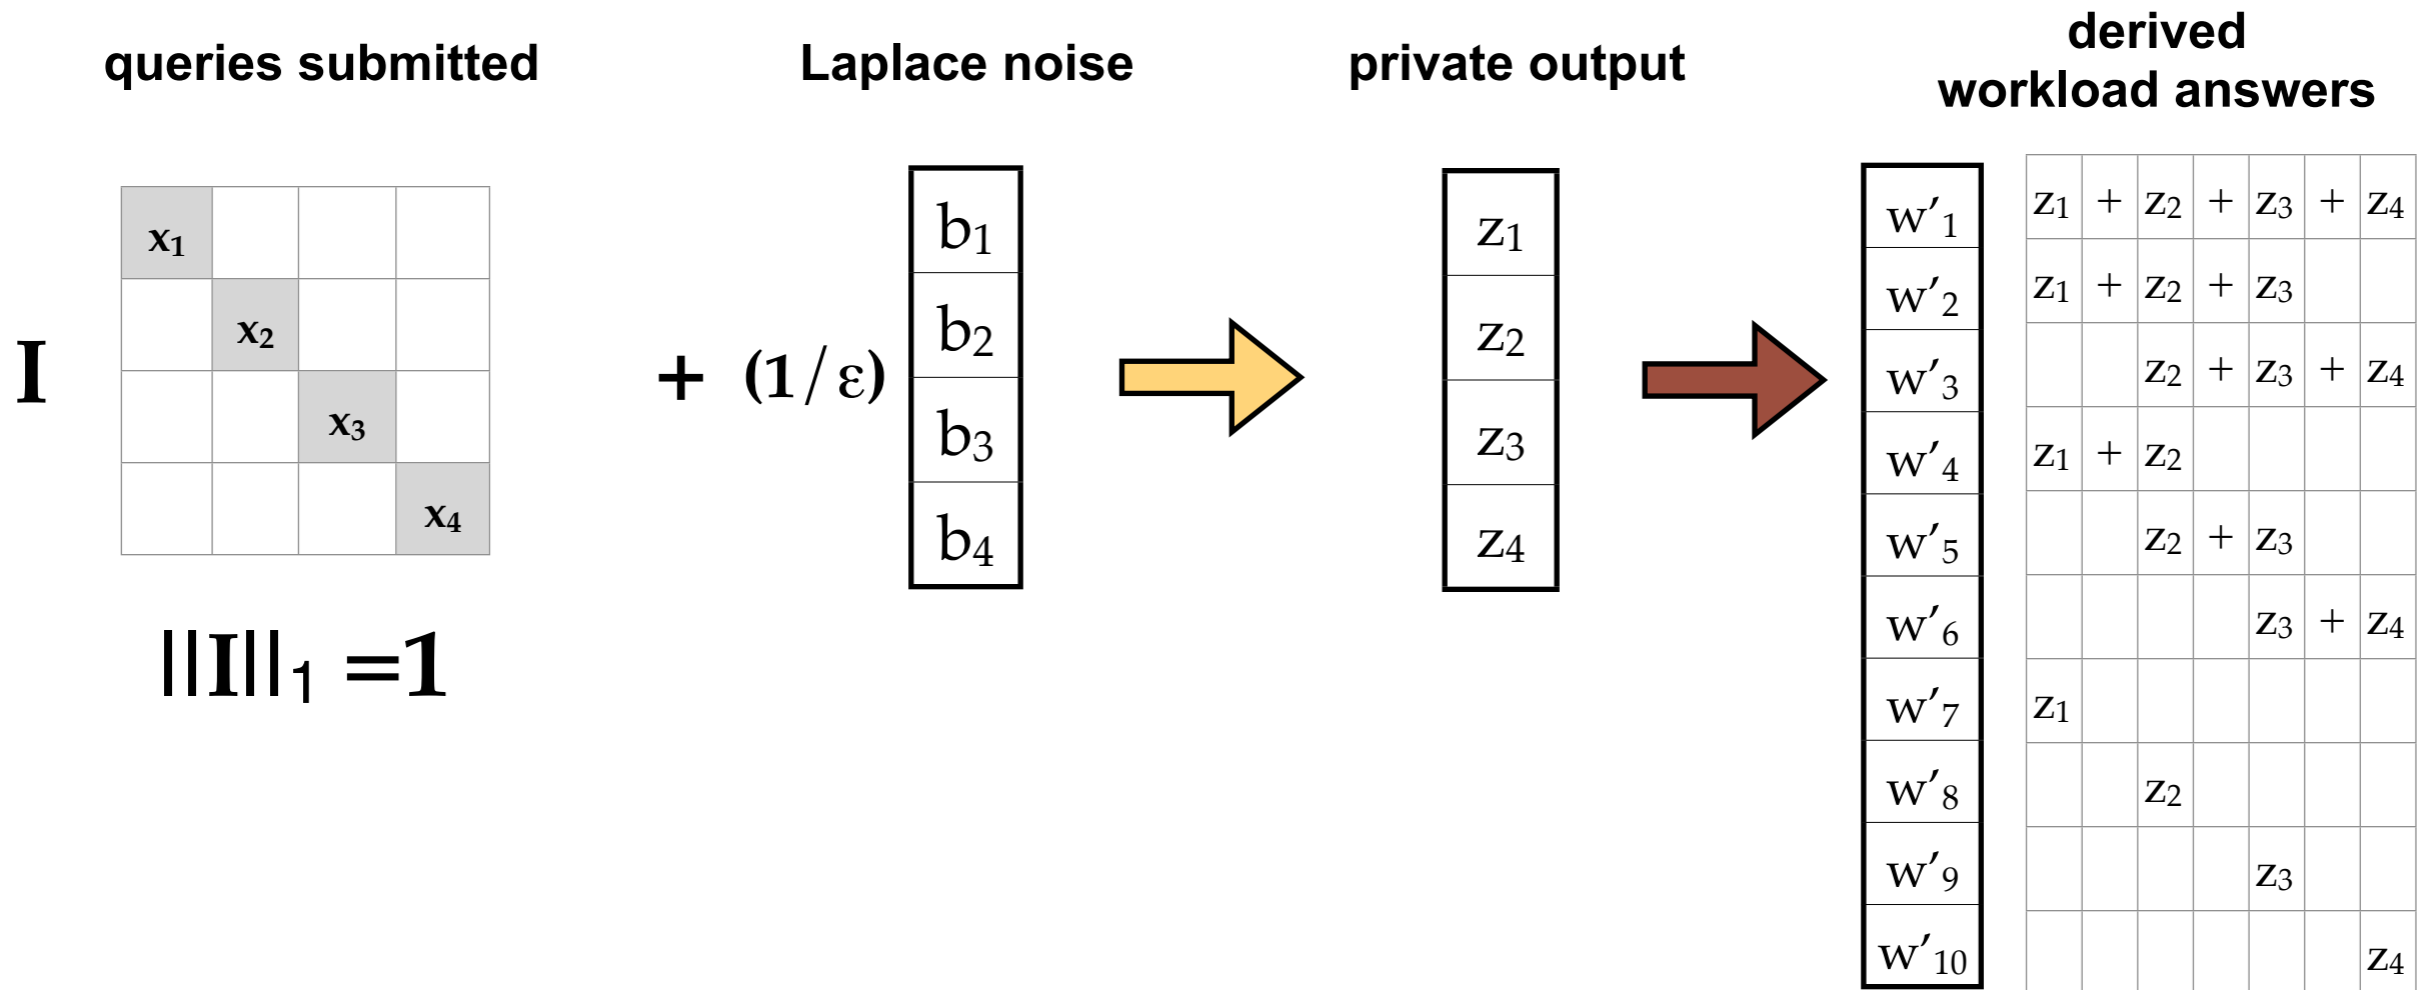 queries submitted
Laplace noise
private output
derived
workload answers
I
x₁
x₂
x₃
x₄
||I||₁ =1
+ (1/ε)
b₁
b₂
b₃
b₄
z₁
z₂
z₃
z₄
w′₁ z₁ + z₂ + z₃ + z₄
w′₂ z₁ + z₂ + z₃
w′₃ z₂ + z₃ + z₄
w′₄ z₁ + z₂
w′₅ z₂ + z₃
w′₆ z₃ + z₄
w′₇ z₁
w′₈ z₂
w′₉ z₃
w′₁₀ z₄